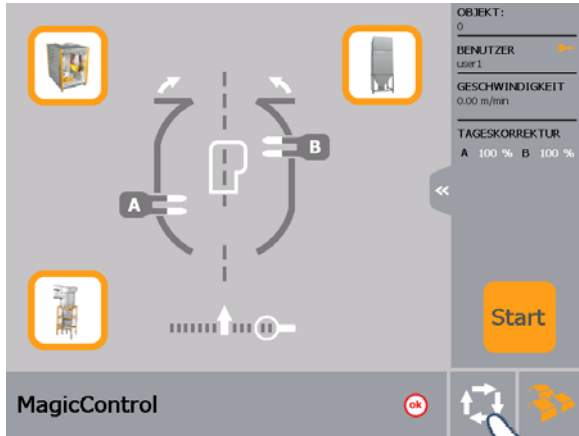 OBJEKT:
0
BENUTZER
user1
GESCHWINDIGKEIT
0.00 m/min
TAGESKORREKTUR
A 100 % B 100 %
B
A
«
Start
MagicControl
ok